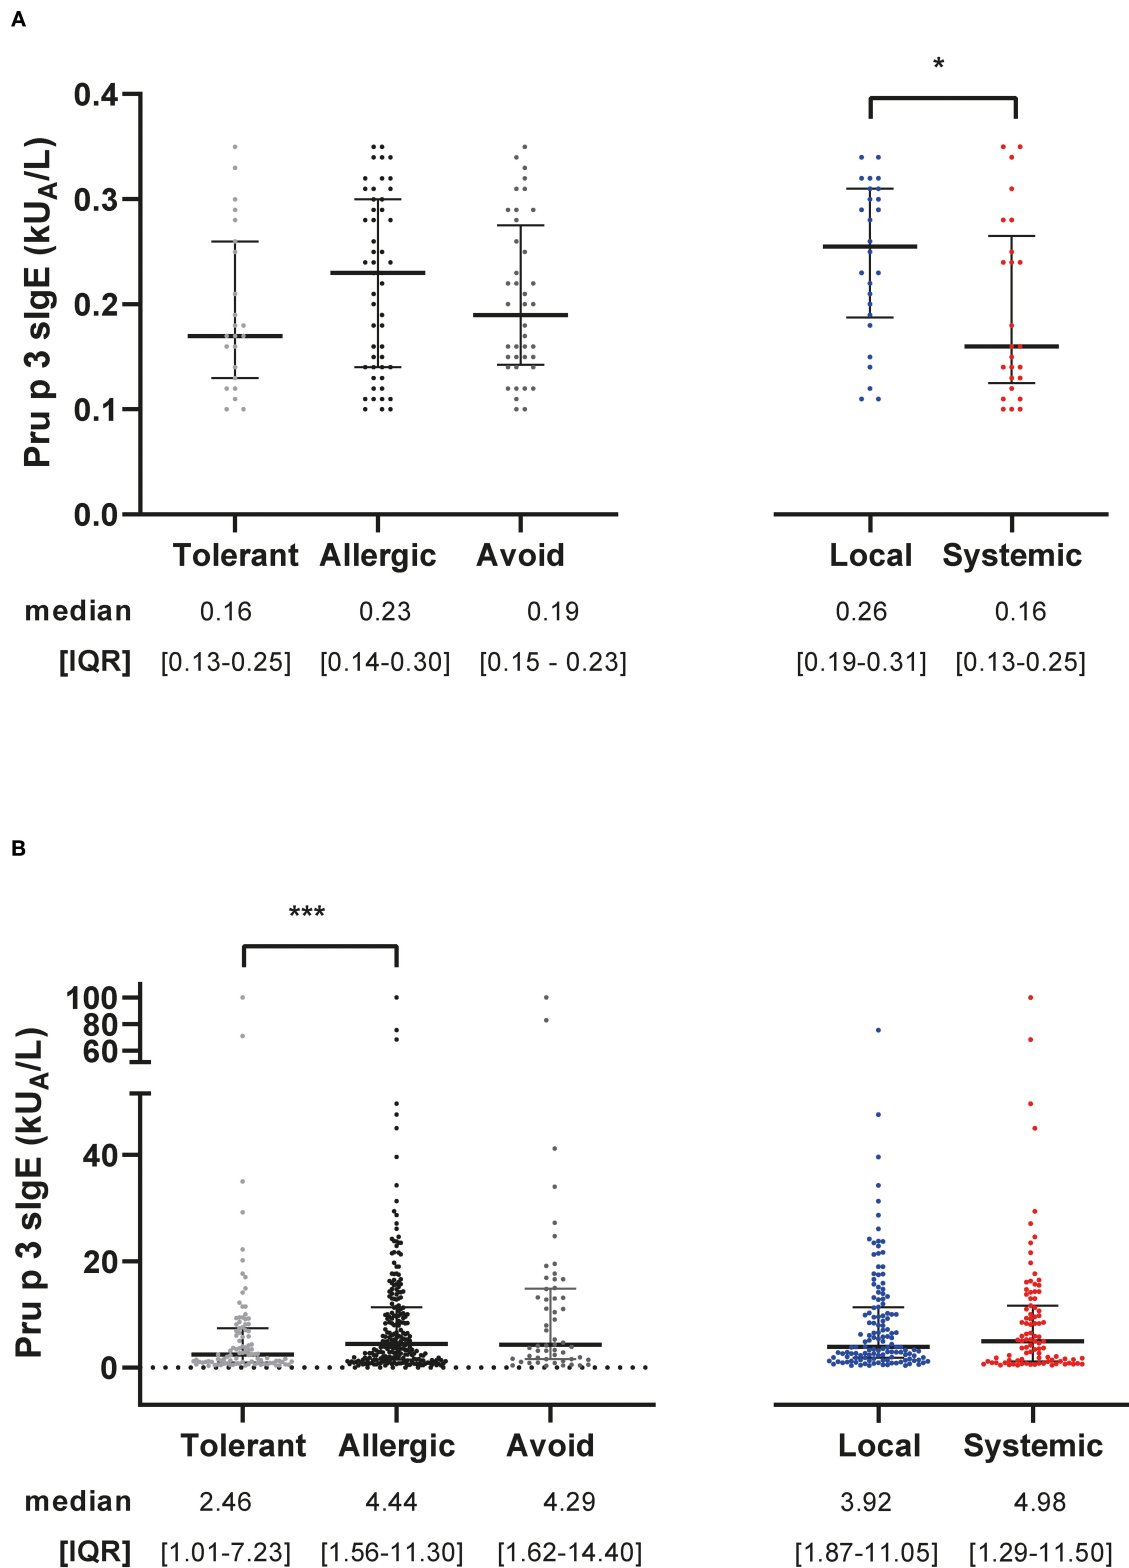 A
*
0.4
0.3
0.2
0.1
0.0
Pru p 3 sIgE (kUA/L)
Tolerant Allergic Avoid Local Systemic
median 0.16 0.23 0.19 0.26 0.16
[IQR] [0.13-0.25] [0.14-0.30] [0.15 - 0.23] [0.19-0.31] [0.13-0.25]
B
***
100
80
60
40
20
0
Pru p 3 sIgE (kUA/L)
Tolerant Allergic Avoid Local Systemic
median 2.46 4.44 4.29 3.92 4.98
[IQR] [1.01-7.23] [1.56-11.30] [1.62-14.40] [1.87-11.05] [1.29-11.50]